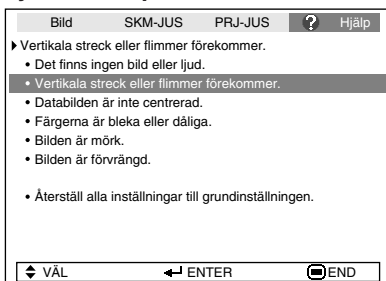 Bild SKM-JUS PRJ-JUS ? Hjälp
Vertikala streck eller flimmer förekommer.
• Det finns ingen bild eller ljud.
• Vertikala streck eller flimmer förekommer.
• Databilden är inte centrerad.
• Färgerna är bleka eller dåliga.
• Bilden är mörk.
• Bilden är förvrängd.
• Återställ alla inställningar till grundinställningen.
VÄL ENTER END